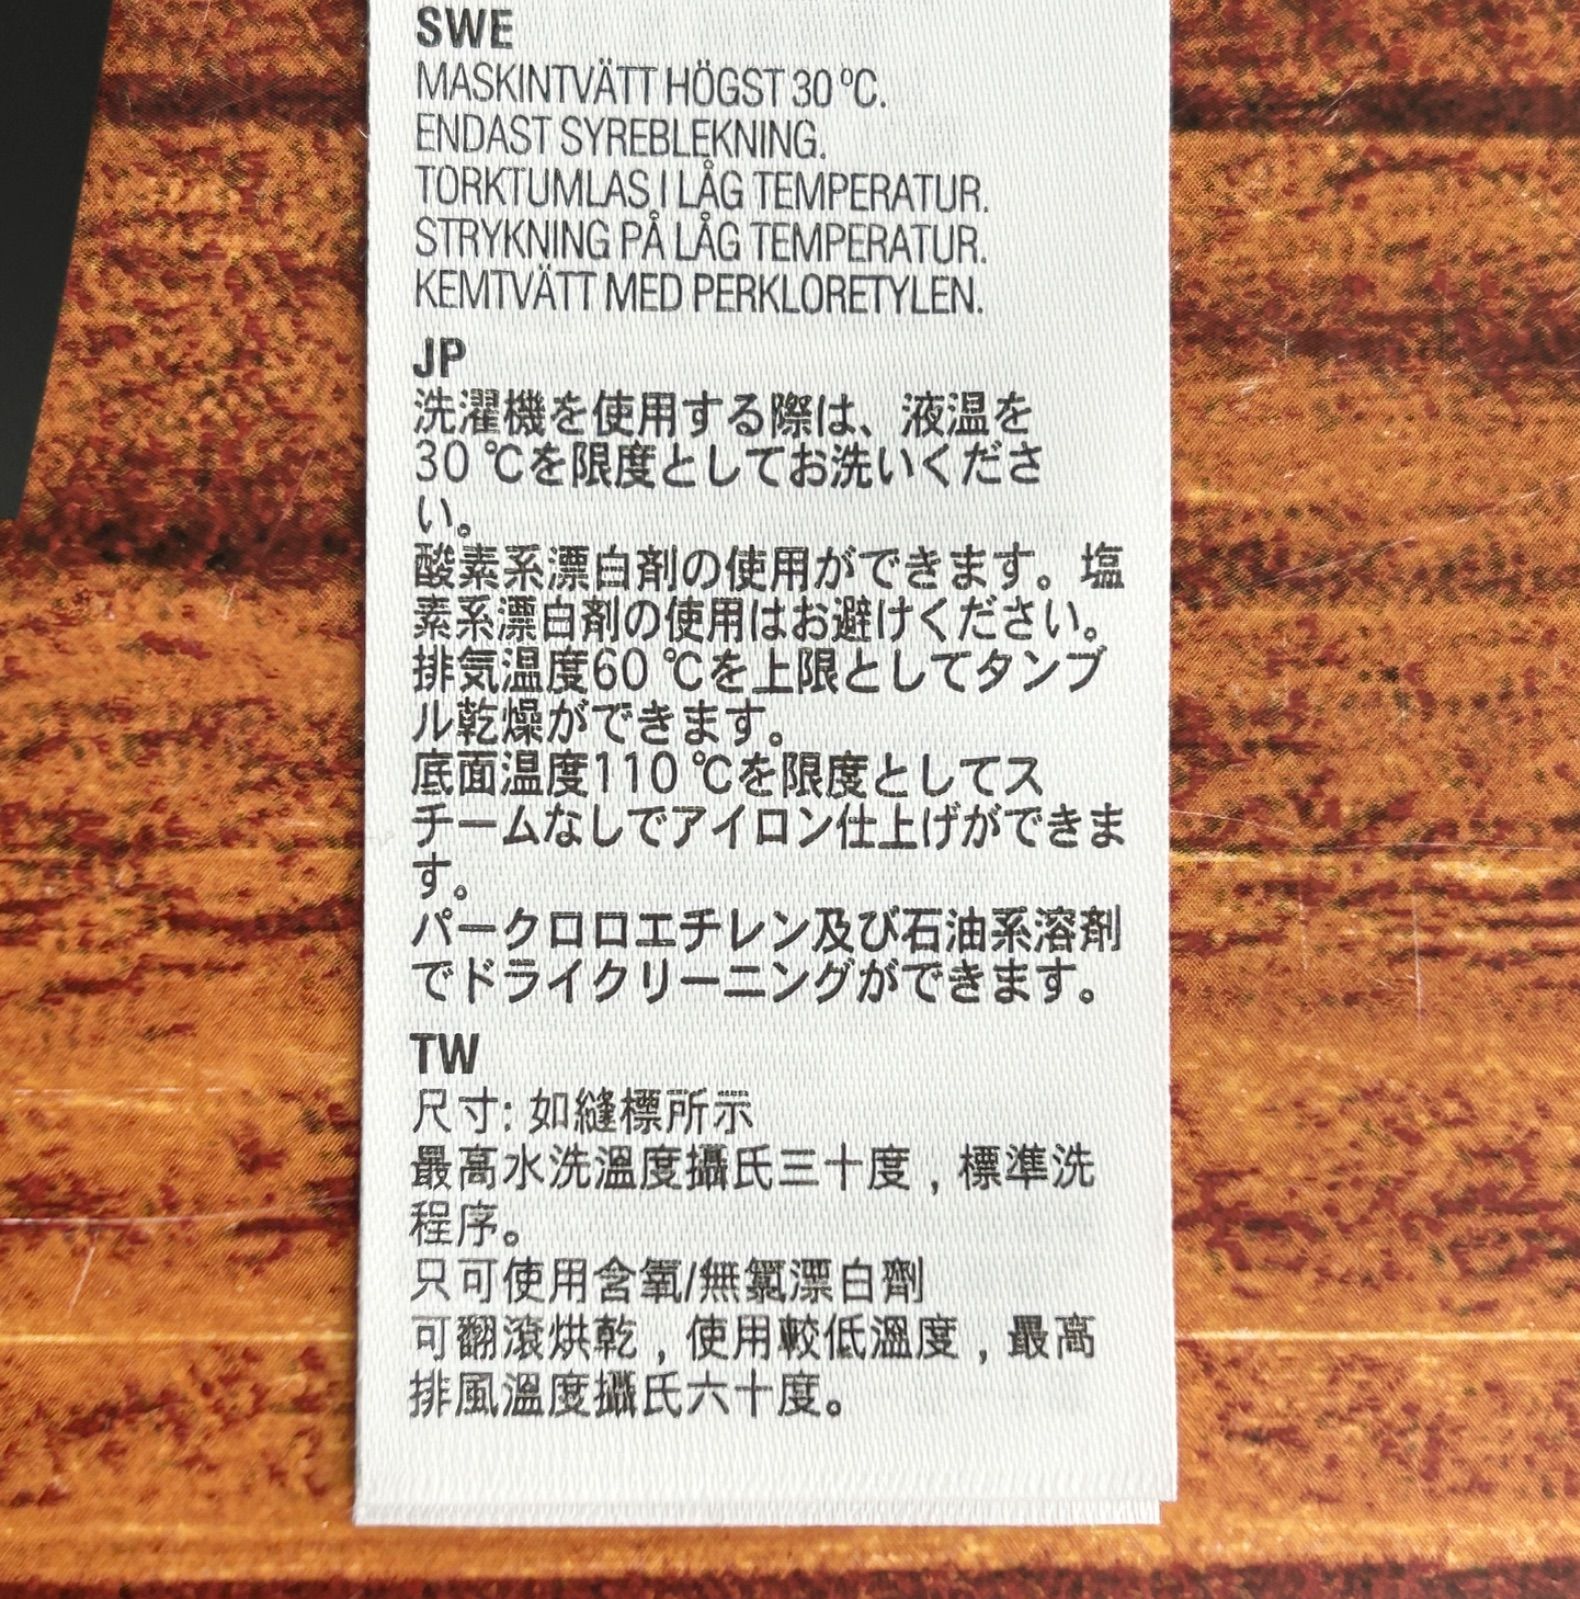 SWE
MASKINTVÄTT HÖGST 30 ºC.
ENDAST SYREBLEKNING.
TORKTUMLAS I LÅG TEMPERATUR.
STRYKNING PÅ LÅG TEMPERATUR.
KEMTVÄTT MED PERKLORETYLEN.
JP
洗濯機を使用する際は、液温を
30 ℃を限度としてお洗いくださ
い。
酸素系漂白剤の使用ができます。塩
素系漂白剤の使用はお避けください。
排気温度60 ℃を上限としてタンブ
ル乾燥ができます。
底面温度110 ℃を限度としてス
チームなしでアイロン仕上げができま
す。
パークロロエチレン及び石油系溶剤
でドライクリーニングができます。
TW
尺寸: 如縫標所示
最高水洗溫度攝氏三十度 , 標準洗
程序。
只可使用含氧/無氯漂白劑
可翻滾烘乾 , 使用較低溫度 , 最高
排風溫度攝氏六十度。